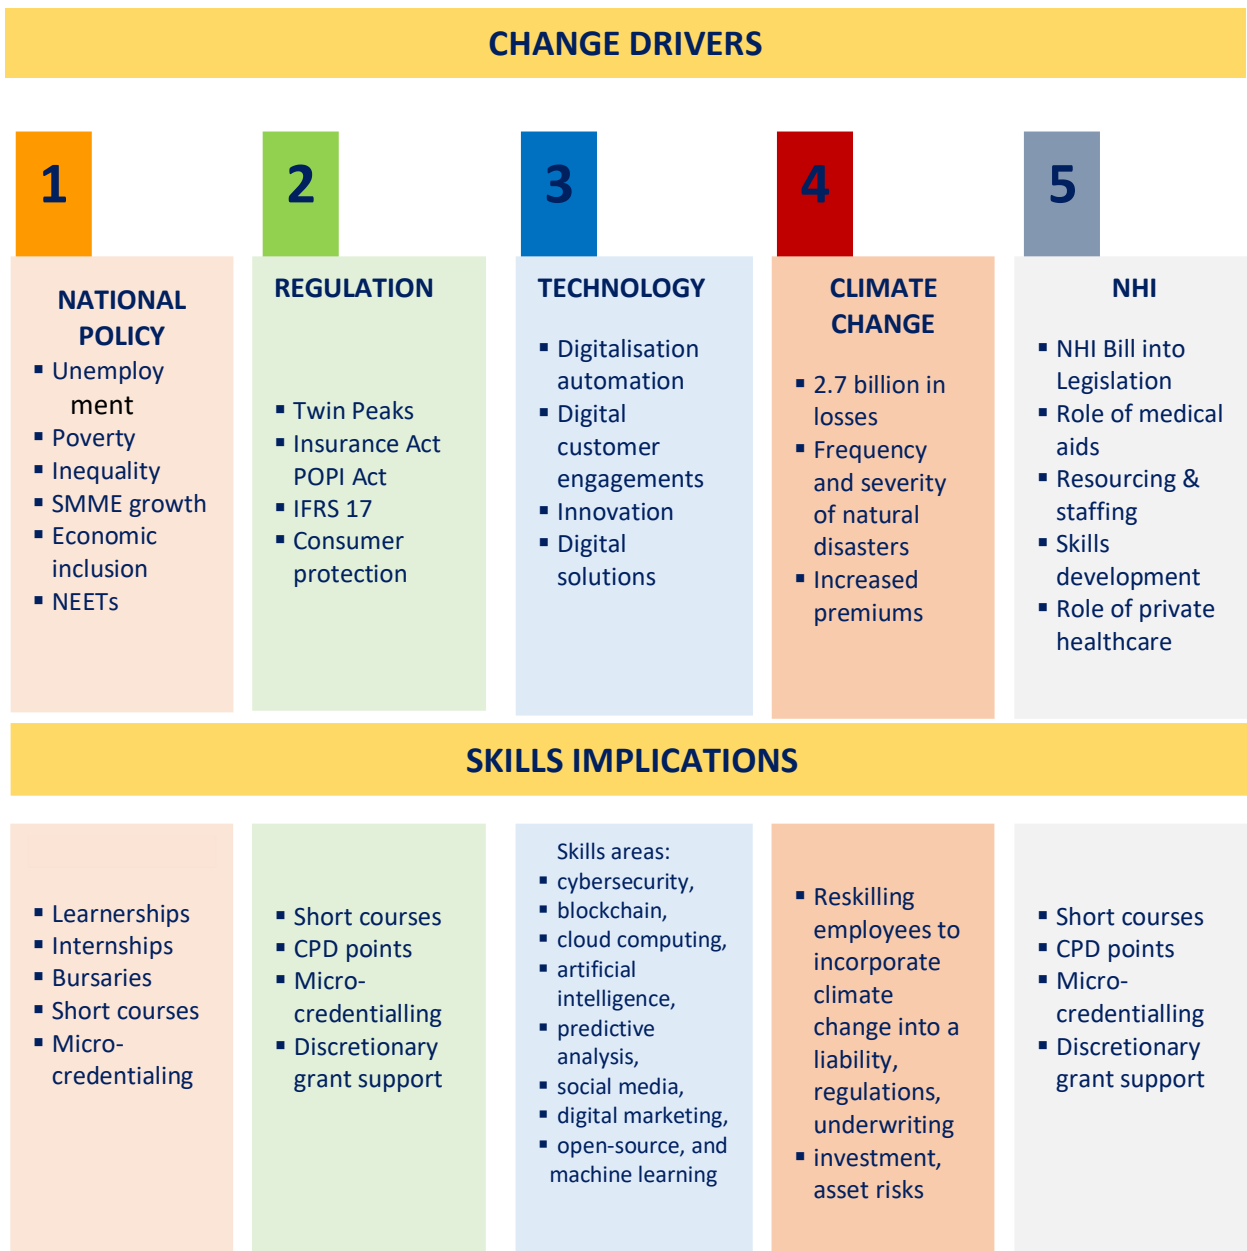 CHANGE DRIVERS
1
NATIONAL
POLICY
▪ Unemploy
ment
▪ Poverty
▪ Inequality
▪ SMME growth
▪ Economic
inclusion
▪ NEETs
2
REGULATION
▪ Twin Peaks
▪ Insurance Act
POPI Act
▪ IFRS 17
▪ Consumer
protection
3
TECHNOLOGY
▪ Digitalisation
automation
▪ Digital
customer
engagements
▪ Innovation
▪ Digital
solutions
4
CLIMATE
CHANGE
▪ 2.7 billion in
losses
▪ Frequency
and severity
of natural
disasters
▪ Increased
premiums
5
NHI
▪ NHI Bill into
Legislation
▪ Role of medical
aids
▪ Resourcing &
staffing
▪ Skills
development
▪ Role of private
healthcare
SKILLS IMPLICATIONS
▪ Learnerships
▪ Internships
▪ Bursaries
▪ Short courses
▪ Micro-
credentialing
▪ Short courses
▪ CPD points
▪ Micro-
credentialling
▪ Discretionary
grant support
Skills areas:
▪ cybersecurity,
▪ blockchain,
▪ cloud computing,
▪ artificial
intelligence,
▪ predictive
analysis,
▪ social media,
▪ digital marketing,
▪ open-source, and
machine learning
▪ Reskilling
employees to
incorporate
climate
change into a
liability,
regulations,
underwriting
▪ investment,
asset risks
▪ Short courses
▪ CPD points
▪ Micro-
credentialling
▪ Discretionary
grant support